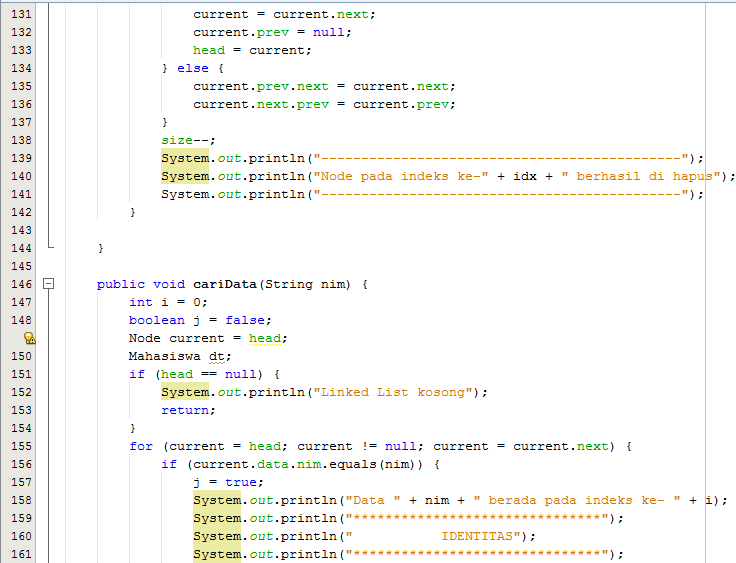 131 current = current.next;
132 current.prev = null;
133 head = current;
134 } else {
135 current.prev.next = current.next;
136 current.next.prev = current.prev;
137 }
138 size--;
139 System.out.println("---------------------------------------------");
140 System.out.println("Node pada indeks ke-" + idx + " berhasil di hapus");
141 System.out.println("---------------------------------------------");
142 }
143
144 }
145
146 public void cariData(String nim) {
147 int i = 0;
148 boolean j = false;
Node current = head;
150 Mahasiswa dt;
151 if (head == null) {
152 System.out.println("Linked List kosong");
153 return;
154 }
155 for (current = head; current != null; current = current.next) {
156 if (current.data.nim.equals(nim)) {
157 j = true;
158 System.out.println("Data " + nim + " berada pada indeks ke- " + i);
159 System.out.println("*******************************");
160 System.out.println("           IDENTITAS");
161 System.out.println("*******************************");